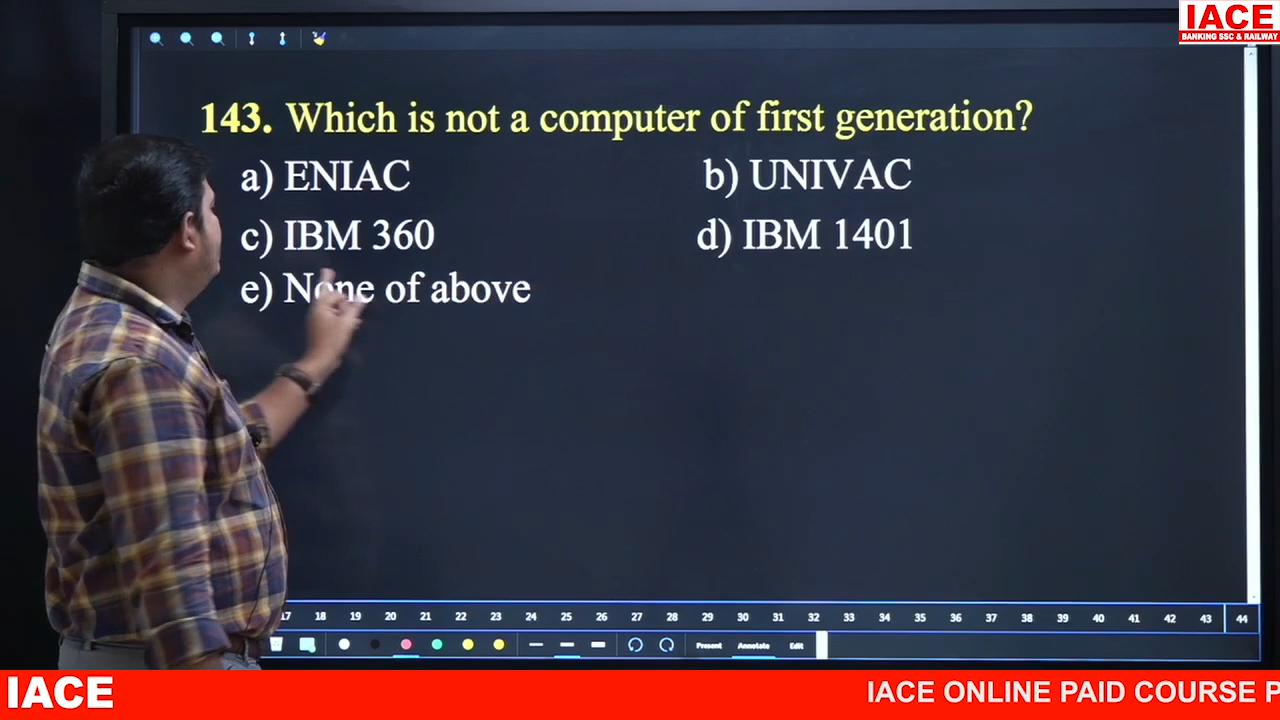 IACE
BANKING SSC & RAILWAY
143. Which is not a computer of first generation?
a) ENIAC b) UNIVAC
c) IBM 360 d) IBM 1401
e) None of above
17 18 19 20 21 22 23 24 25 26 27 28 29 30 31 32 33 34 35 36 37 38 39 40 41 42 43 44
Present Annotate Edit
IACE IACE ONLINE PAID COURSE P